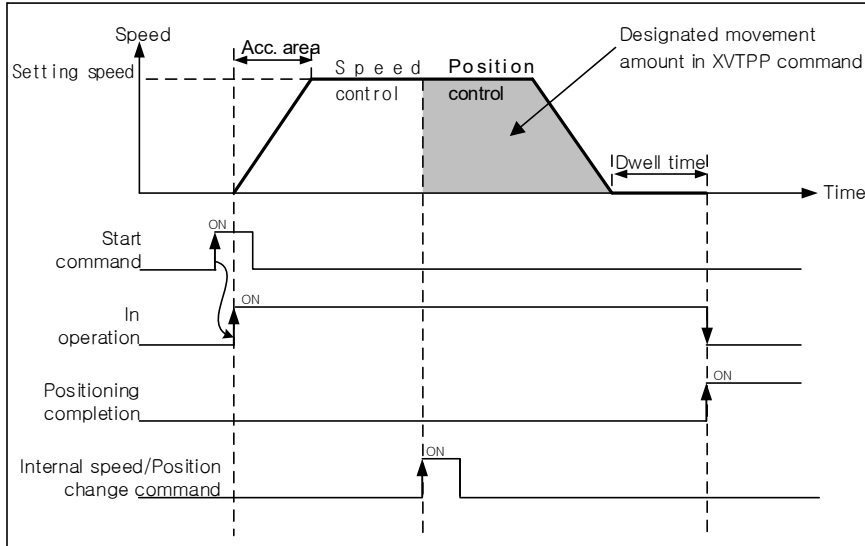 Speed
Acc. area
Setting speed
Speed
control
Position
control
Designated movement
amount in XVTPP command
Dwell time
Time
ON
Start
command
ON
In
operation
ON
Positioning
completion
ON
Internal speed/Position
change command